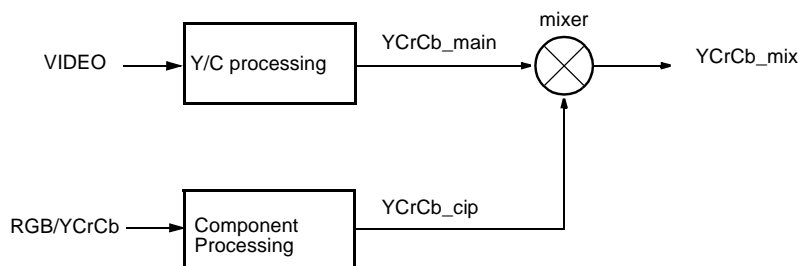 mixer
VIDEO
Y/C processing
YCrCb_main
YCrCb_mix
RGB/YCrCb
Component
Processing
YCrCb_cip